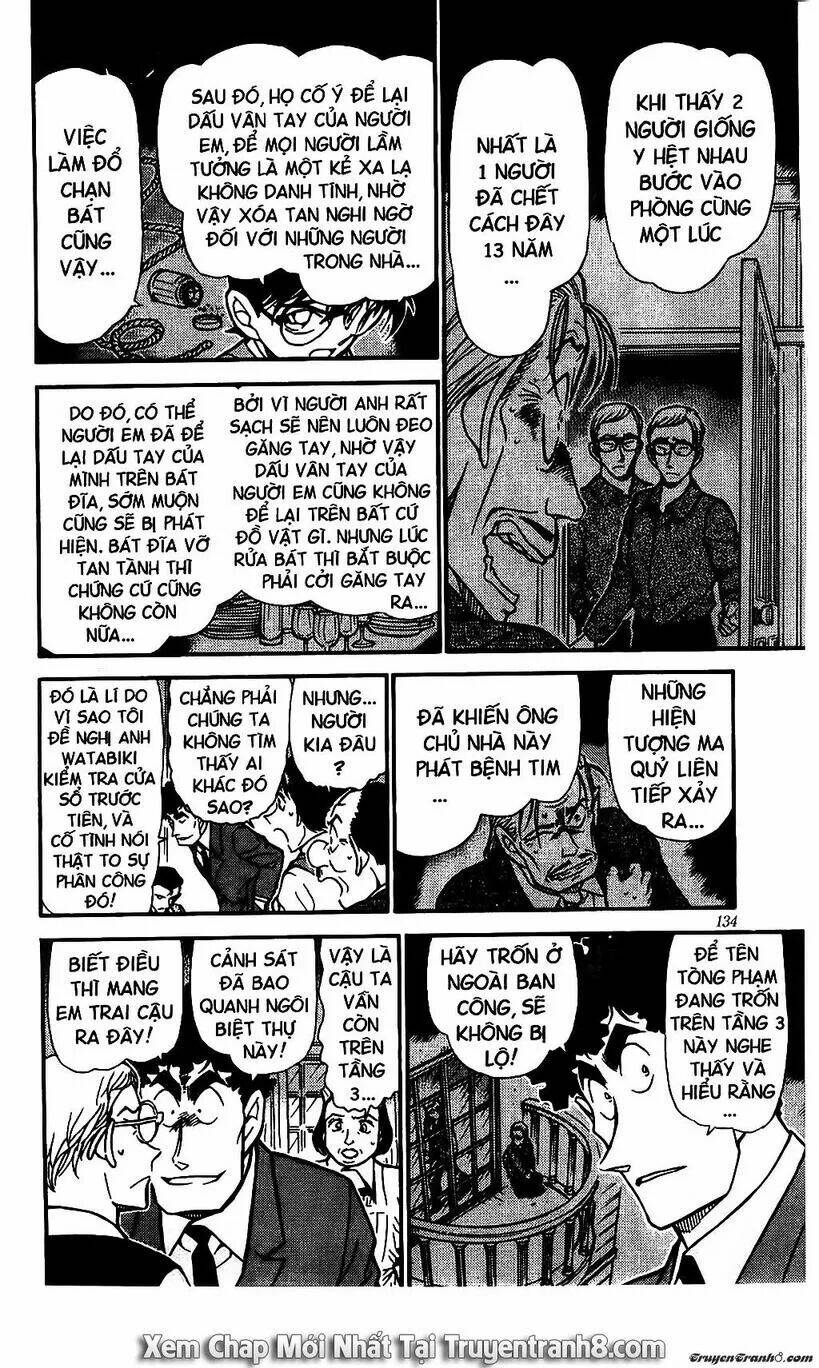 KHI THẤY 2
NGƯỜI GIỐNG
Y HỆT NHAU
BƯỚC VÀO
PHÒNG CÙNG
MỘT LÚC
NHẤT LÀ
1 NGƯỜI
ĐÃ CHẾT
CÁCH ĐÂY
13 NĂM
...
SAU ĐÓ, HỌ CỐ Ý ĐỂ LẠI
DẤU VÂN TAY CỦA NGƯỜI
EM, ĐỂ MỌI NGƯỜI LẦM
TƯỞNG LÀ MỘT KẺ XA LẠ
KHÔNG DANH TÍNH, NHỜ
VẬY XÓA TAN NGHI NGỜ
ĐỐI VỚI NHỮNG NGƯỜI
TRONG NHÀ...
VIỆC
LÀM ĐỔ
CHẠN
BÁT
CŨNG
VẬY...
BỞI VÌ NGƯỜI ANH RẤT
SẠCH SẼ NÊN LUÔN ĐEO
GĂNG TAY, NHỜ VẬY
DẤU VÂN TAY CỦA
NGƯỜI EM CŨNG KHÔNG
ĐỂ LẠI TRÊN BẤT CỨ
ĐỒ VẬT GÌ. NHƯNG LÚC
RỬA BÁT THÌ BẮT BUỘC
PHẢI CỞI GĂNG TAY
RA...
DO ĐÓ, CÓ THỂ
NGƯỜI EM ĐÃ ĐỂ
LẠI DẤU TAY CỦA
MÌNH TRÊN BÁT
ĐĨA, SỚM MUỘN
CŨNG SẼ BỊ PHÁT
HIỆN. BÁT ĐĨA VỠ
TAN TÀNH THÌ
CHỨNG CỨ CŨNG
KHÔNG CÒN
NỮA...
NHỮNG
HIỆN
TƯỢNG MA
QUỶ LIÊN
TIẾP XẢY
RA...
ĐÃ KHIẾN ÔNG
CHỦ NHÀ NÀY
PHÁT BỆNH TIM
...
NHƯNG...
NGƯỜI
KIA ĐÂU
?
CHẲNG PHẢI
CHÚNG TA
KHÔNG TÌM
THẤY AI
KHÁC ĐÓ
SAO?
ĐÓ LÀ LÍ DO
VÌ SAO TÔI
ĐỀ NGHỊ ANH
WATABIKI
KIỂM TRA CỬA
SỔ TRƯỚC
TIÊN, VÀ
CỐ TÌNH NÓI
THẬT TO SỰ
PHÂN CÔNG
ĐÓ!
134
ĐỂ TÊN
TÒNG PHẠM
ĐANG TRỐN
TRÊN TẦNG 3
NÀY NGHE
THẤY VÀ
HIỂU RẰNG
...
HÃY TRỐN Ở
NGOÀI BAN
CÔNG, SẼ
KHÔNG BỊ
LỘ!
VẬY LÀ
CẬU TA
VẪN
CÒN
TRÊN
TẦNG
3...
CẢNH SÁT
ĐÃ BAO
QUANH NGÔI
BIỆT THỰ
NÀY!
BIẾT ĐIỀU
THÌ MANG
EM TRAI CẬU
RA ĐÂY!
Xem Chap Mới Nhất Tại Truyentranh8.com
TruyenTranh8.com